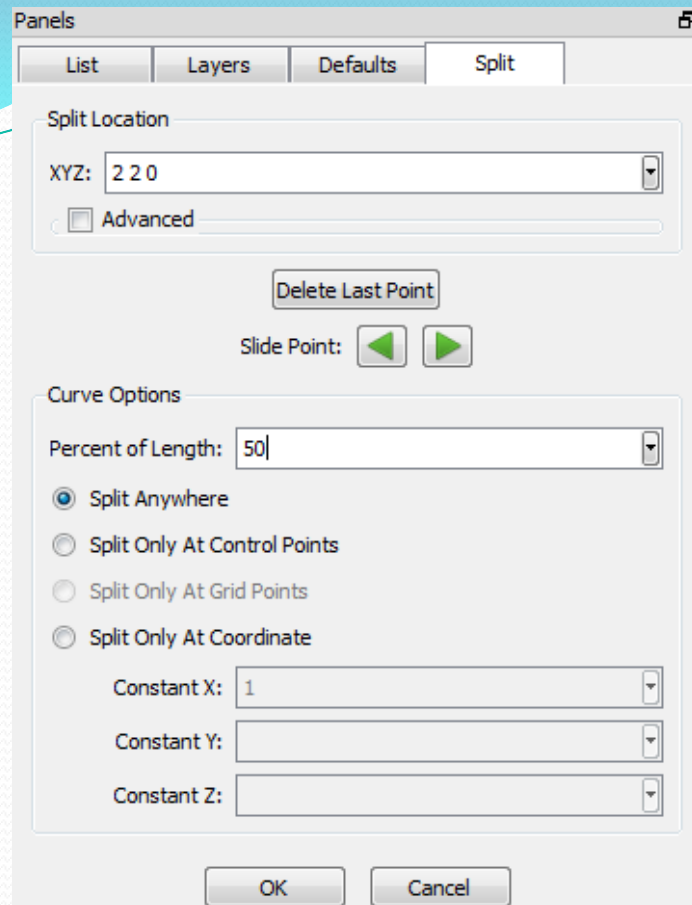 Panels
List Layers Defaults Split
Split Location
XYZ: 2 2 0
Advanced
Delete Last Point
Slide Point:
Curve Options
Percent of Length: 50
Split Anywhere
Split Only At Control Points
Split Only At Grid Points
Split Only At Coordinate
Constant X: 1
Constant Y:
Constant Z:
OK Cancel